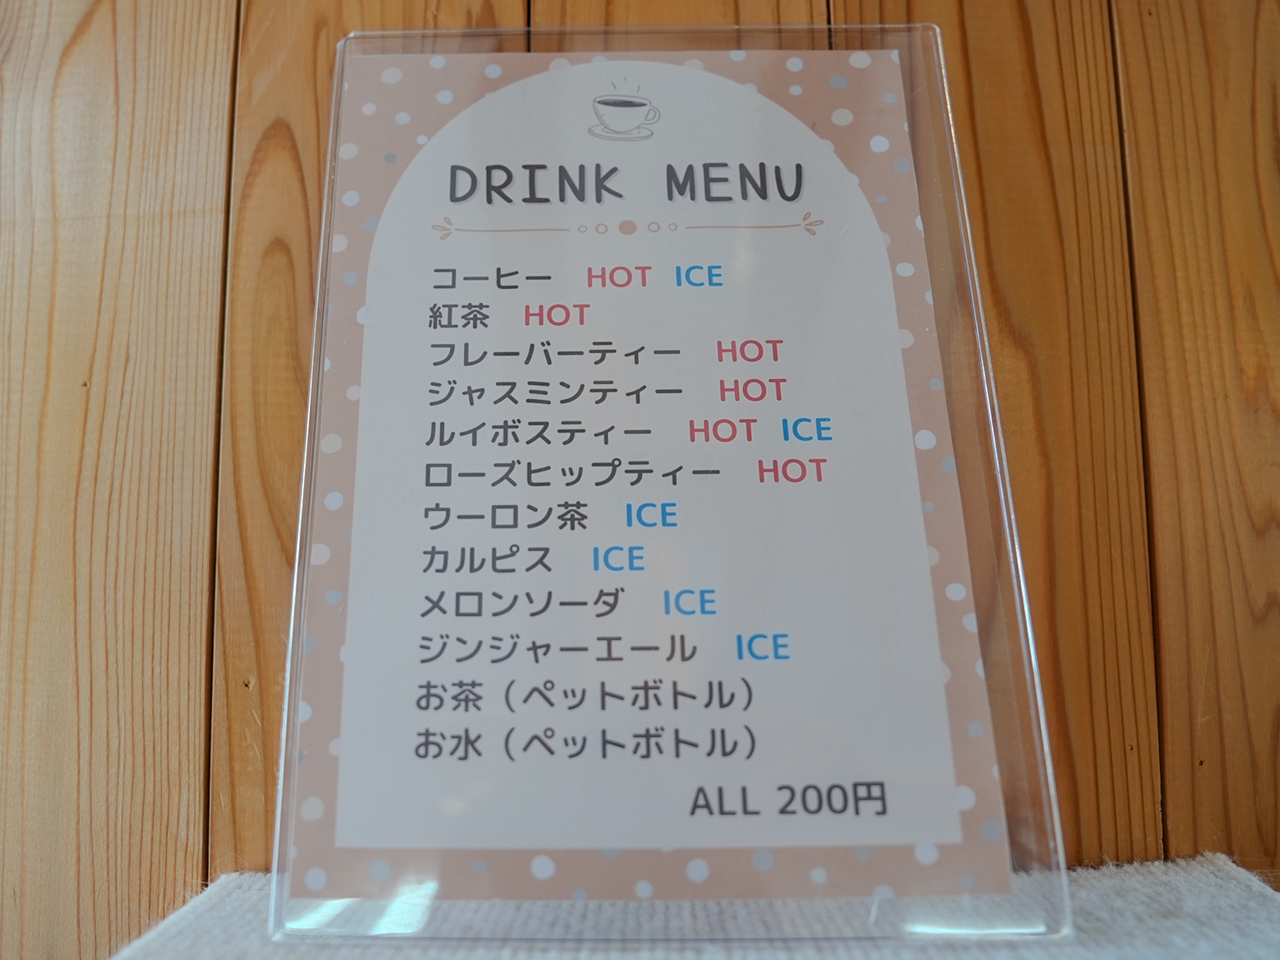 DRINK MENU
コーヒー HOT ICE
紅茶 HOT
フレーバーティー HOT
ジャスミンティー HOT
ルイボスティー HOT ICE
ローズヒップティー HOT
ウーロン茶 ICE
カルピス ICE
メロンソーダ ICE
ジンジャーエール ICE
お茶（ペットボトル）
お水（ペットボトル）
ALL 200円